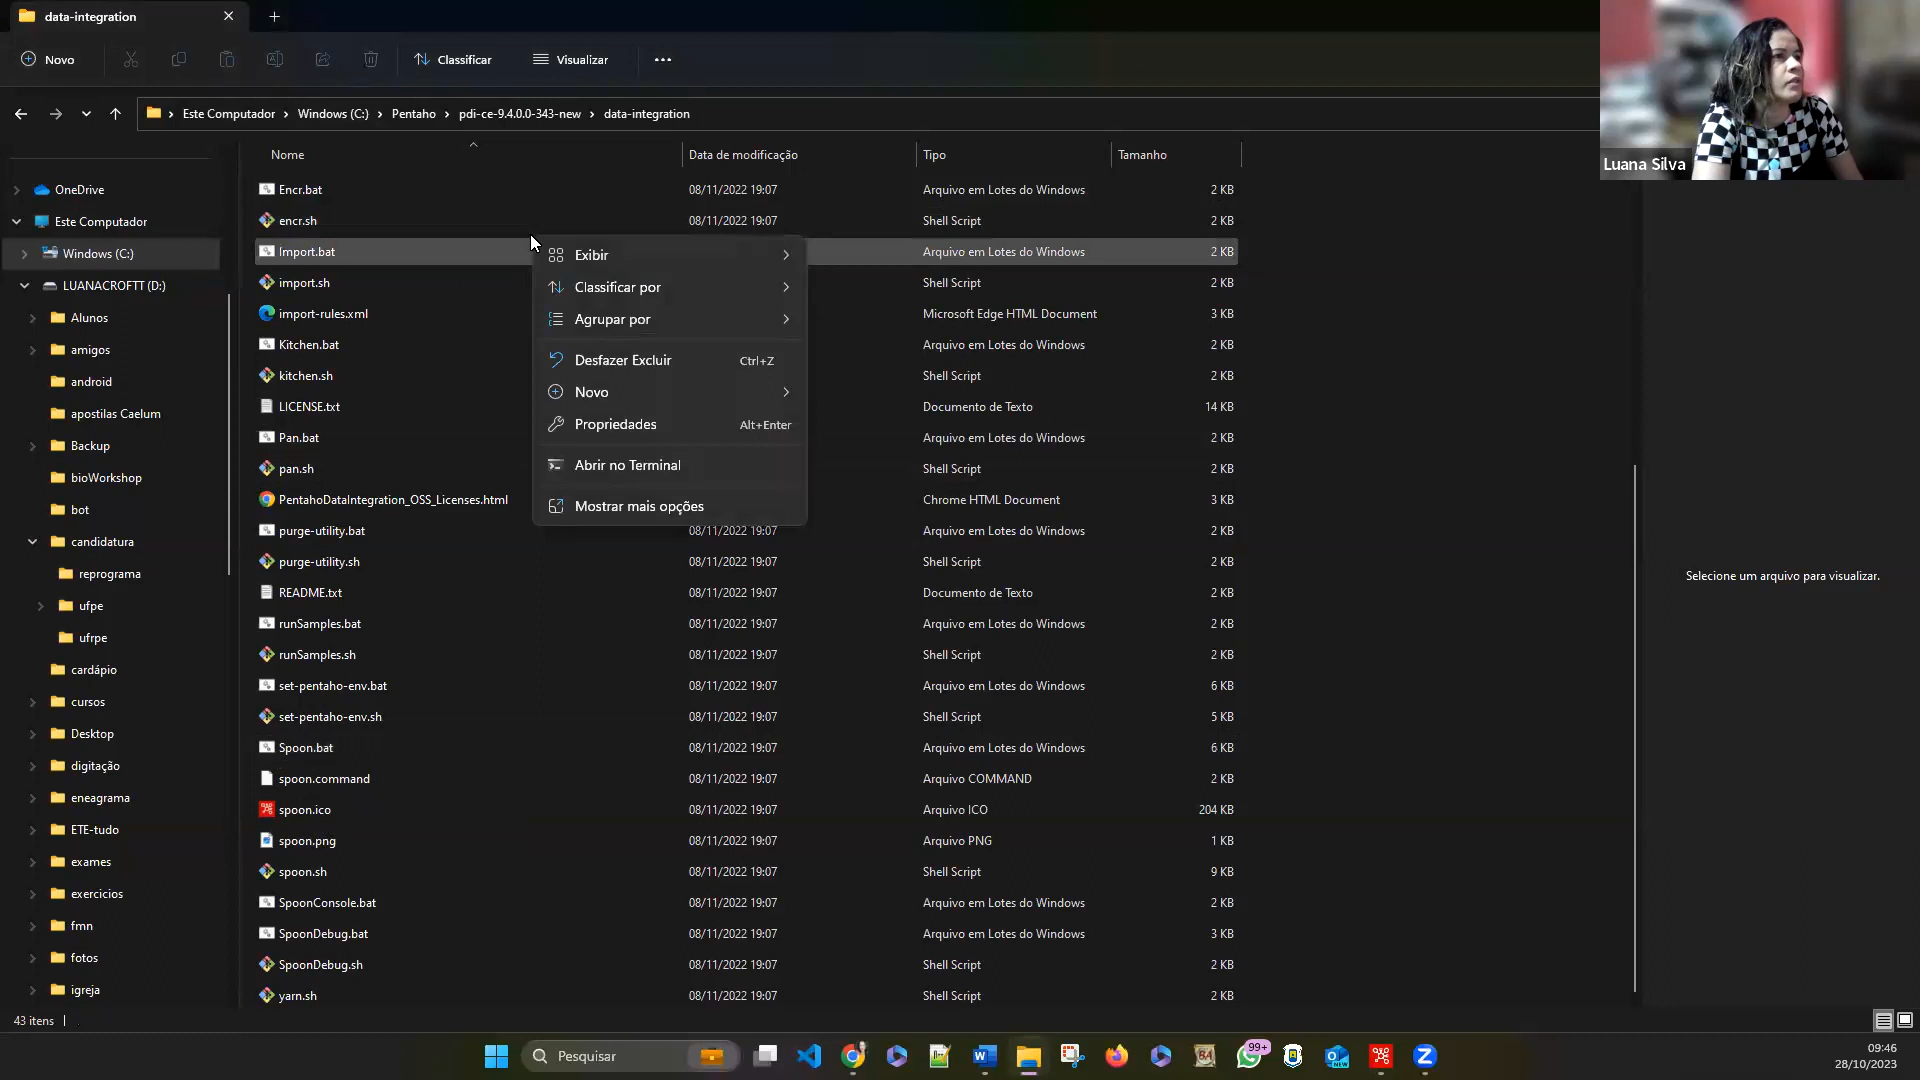 data-integration
Novo
Classificar
Visualizar
Este Computador > Windows (C:) > Pentaho > pdi-ce-9.4.0.0-343-new > data-integration
Luana Silva
Nome Data de modificação Tipo Tamanho
OneDrive
Este Computador
Windows (C:)
LUANACROFTT (D:)
Alunos
amigos
android
apostilas Caelum
Backup
bioWorkshop
bot
candidatura
reprograma
ufpe
ufrpe
cardápio
cursos
Desktop
digitação
eneagrama
ETE-tudo
exames
exercicios
fmn
fotos
igreja
Encr.bat 08/11/2022 19:07 Arquivo em Lotes do Windows 2 KB
encr.sh 08/11/2022 19:07 Shell Script 2 KB
Import.bat Arquivo em Lotes do Windows 2 KB
import.sh Shell Script 2 KB
import-rules.xml Microsoft Edge HTML Document 3 KB
Kitchen.bat Arquivo em Lotes do Windows 2 KB
kitchen.sh Shell Script 2 KB
LICENSE.txt Documento de Texto 14 KB
Pan.bat Arquivo em Lotes do Windows 2 KB
pan.sh Shell Script 2 KB
PentahoDataIntegration_OSS_Licenses.html Chrome HTML Document 3 KB
purge-utility.bat 08/11/2022 19:07 Arquivo em Lotes do Windows 2 KB
purge-utility.sh 08/11/2022 19:07 Shell Script 2 KB
README.txt 08/11/2022 19:07 Documento de Texto 2 KB
runSamples.bat 08/11/2022 19:07 Arquivo em Lotes do Windows 2 KB
runSamples.sh 08/11/2022 19:07 Shell Script 2 KB
set-pentaho-env.bat 08/11/2022 19:07 Arquivo em Lotes do Windows 6 KB
set-pentaho-env.sh 08/11/2022 19:07 Shell Script 5 KB
Spoon.bat 08/11/2022 19:07 Arquivo em Lotes do Windows 6 KB
spoon.command 08/11/2022 19:07 Arquivo COMMAND 2 KB
spoon.ico 08/11/2022 19:07 Arquivo ICO 204 KB
spoon.png 08/11/2022 19:07 Arquivo PNG 1 KB
spoon.sh 08/11/2022 19:07 Shell Script 9 KB
SpoonConsole.bat 08/11/2022 19:07 Arquivo em Lotes do Windows 2 KB
SpoonDebug.bat 08/11/2022 19:07 Arquivo em Lotes do Windows 3 KB
SpoonDebug.sh 08/11/2022 19:07 Shell Script 2 KB
yarn.sh 08/11/2022 19:07 Shell Script 2 KB
Exibir
Classificar por
Agrupar por
Desfazer Excluir Ctrl+Z
Novo
Propriedades Alt+Enter
Abrir no Terminal
Mostrar mais opções
Selecione um arquivo para visualizar.
43 itens
Pesquisar
99+
09:46
28/10/2023